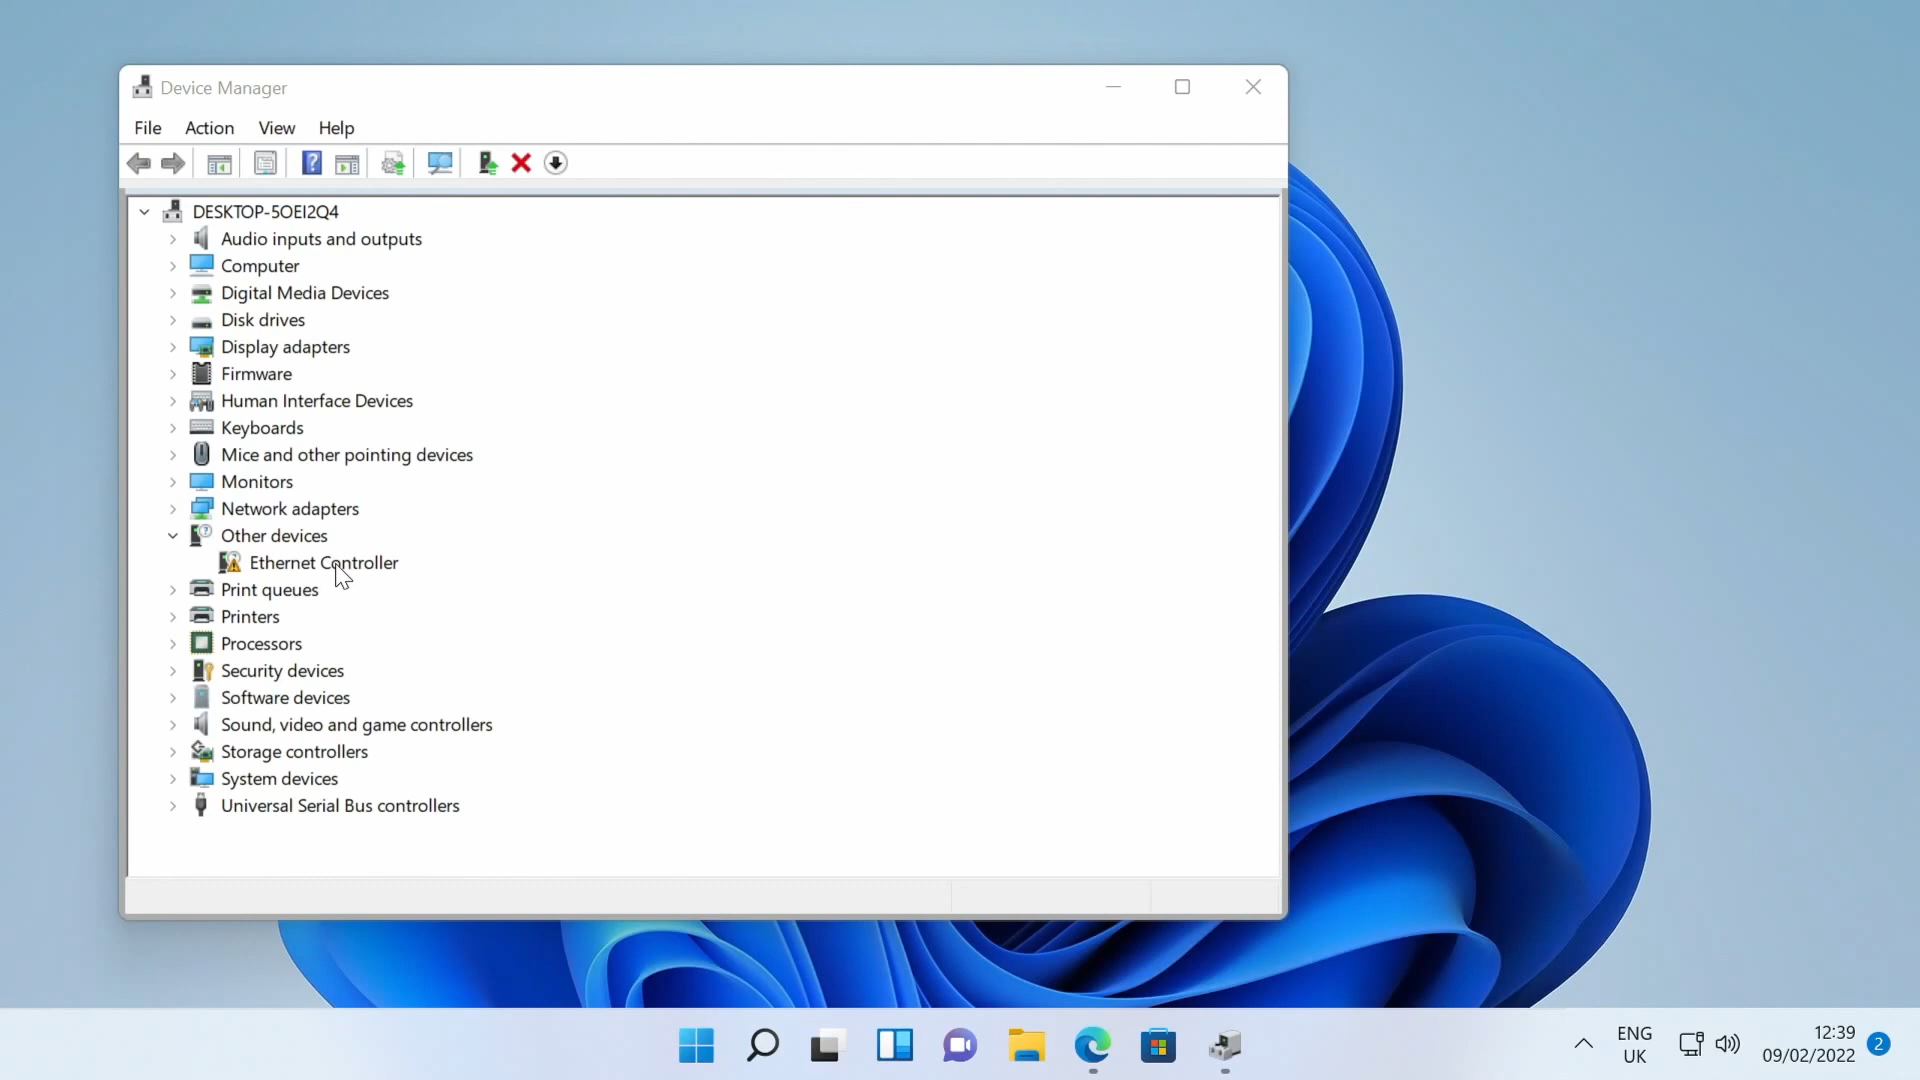 Device Manager
File Action View Help
DESKTOP-5OEI2Q4
Audio inputs and outputs
Computer
Digital Media Devices
Disk drives
Display adapters
Firmware
Human Interface Devices
Keyboards
Mice and other pointing devices
Monitors
Network adapters
Other devices
Ethernet Controller
Print queues
Printers
Processors
Security devices
Software devices
Sound, video and game controllers
Storage controllers
System devices
Universal Serial Bus controllers
ENG
UK
12:39
09/02/2022
2